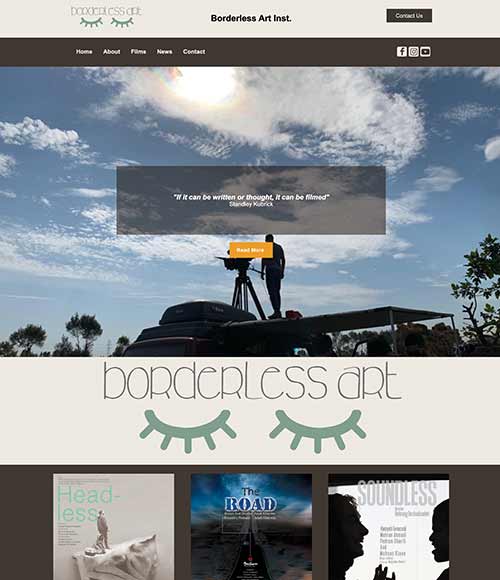 borderless art
Borderless Art Inst.
Contact Us
Home About Films News Contact
"If it can be written or thought, it can be filmed"
Standley Kubrick
Read More
borderless art
Head-
less
The
ROAD
SOUNDLESS